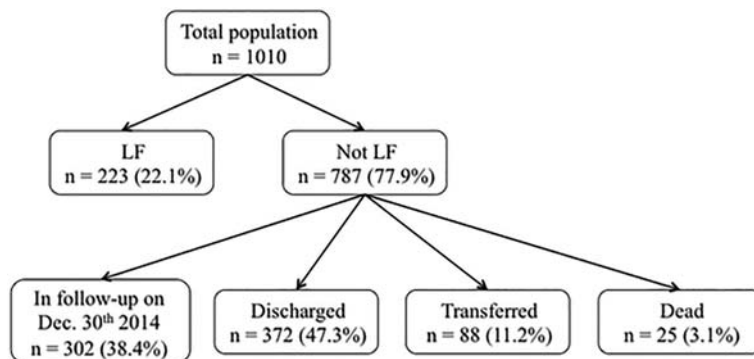 Total population
n = 1010
LF
n = 223 (22.1%)
Not LF
n = 787 (77.9%)
In follow-up on
Dec. 30th 2014
n = 302 (38.4%)
Discharged
n = 372 (47.3%)
Transferred
n = 88 (11.2%)
Dead
n = 25 (3.1%)